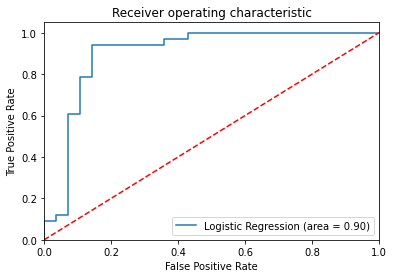 Receiver operating characteristic
True Positive Rate
1.0
0.8
0.6
0.4
0.2
0.0
Logistic Regression (area = 0.90)
0.0 0.2 0.4 0.6 0.8 1.0
False Positive Rate